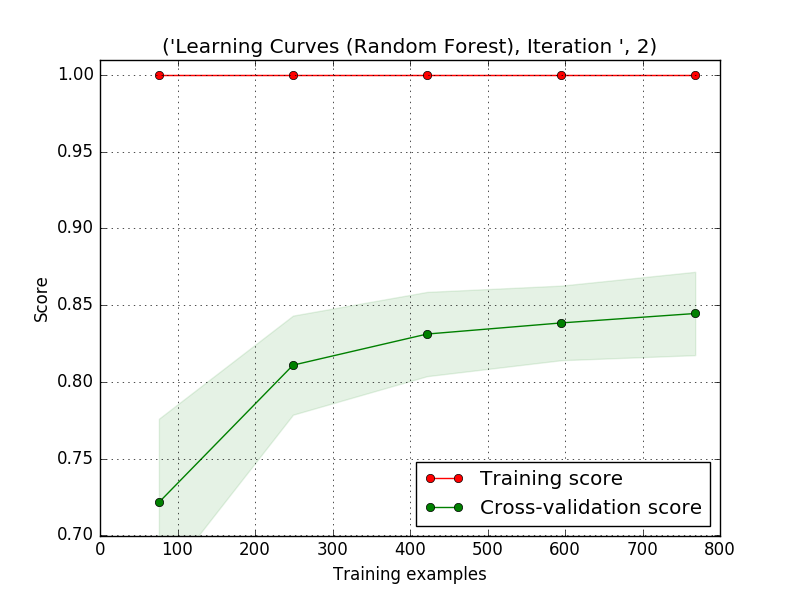 ('Learning Curves (Random Forest), Iteration ', 2)
1.00
0.95
0.90
0.85
0.80
0.75
0.70
Score
0 100 200 300 400 500 600 700 800
Training examples
Training score
Cross-validation score